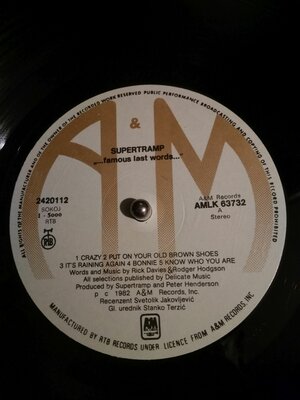 ALL RIGHTS OF THE MANUFACTURER AND OF THE OWNER OF THE RECORDED WORK RESERVED PUBLIC PERFORMANCE BROADCASTING AND COPYING OF THIS RECORD PROHIBITED
A&M
SUPERTRAMP
„...famous last words..."
2420112
SOKOJ
1 - 5000
RTB
A&M Records
AMLK 63732
A
Stereo
1 CRAZY 2 PUT ON YOUR OLD BROWN SHOES
3 IT'S RAINING AGAIN 4 BONNIE 5 KNOW WHO YOU ARE
Words and Music by Rick Davies & Rodger Hodgson
All selections published by Delicate Music
Produced by Supertramp and Peter Henderson
p c 1982 A&M Records, Inc.
Recenzent Svetolik Jakovljević
Gl. urednik Stanko Terzić
A&M
RECORDS
MANUFACTURED BY RTB RECORDS UNDER LICENCE FROM A&M RECORDS, INC